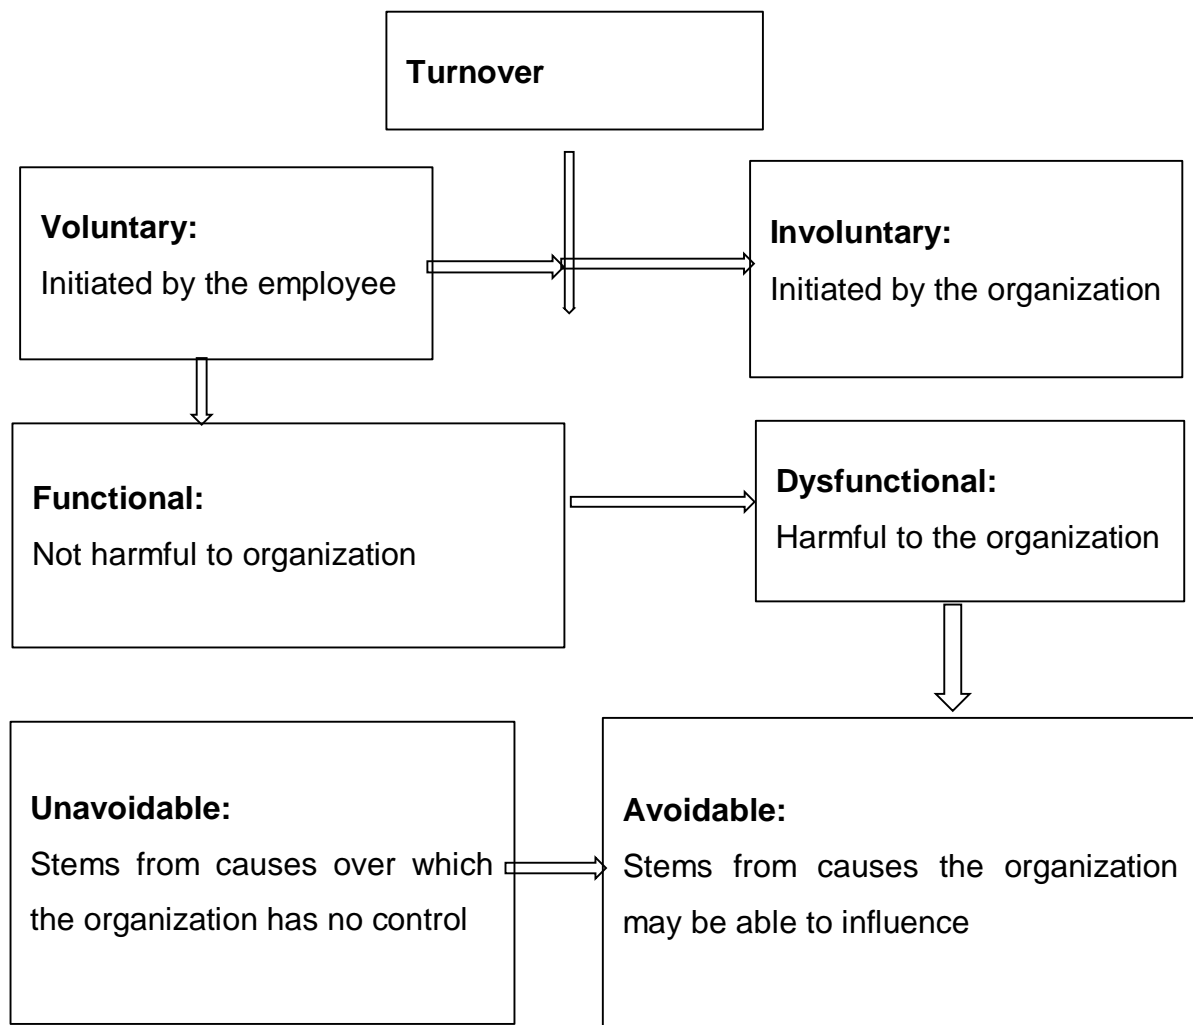 Turnover
Voluntary:
Initiated by the employee
Involuntary:
Initiated by the organization
Functional:
Not harmful to organization
Dysfunctional:
Harmful to the organization
Unavoidable:
Stems from causes over which
the organization has no control
Avoidable:
Stems from causes the organization
may be able to influence